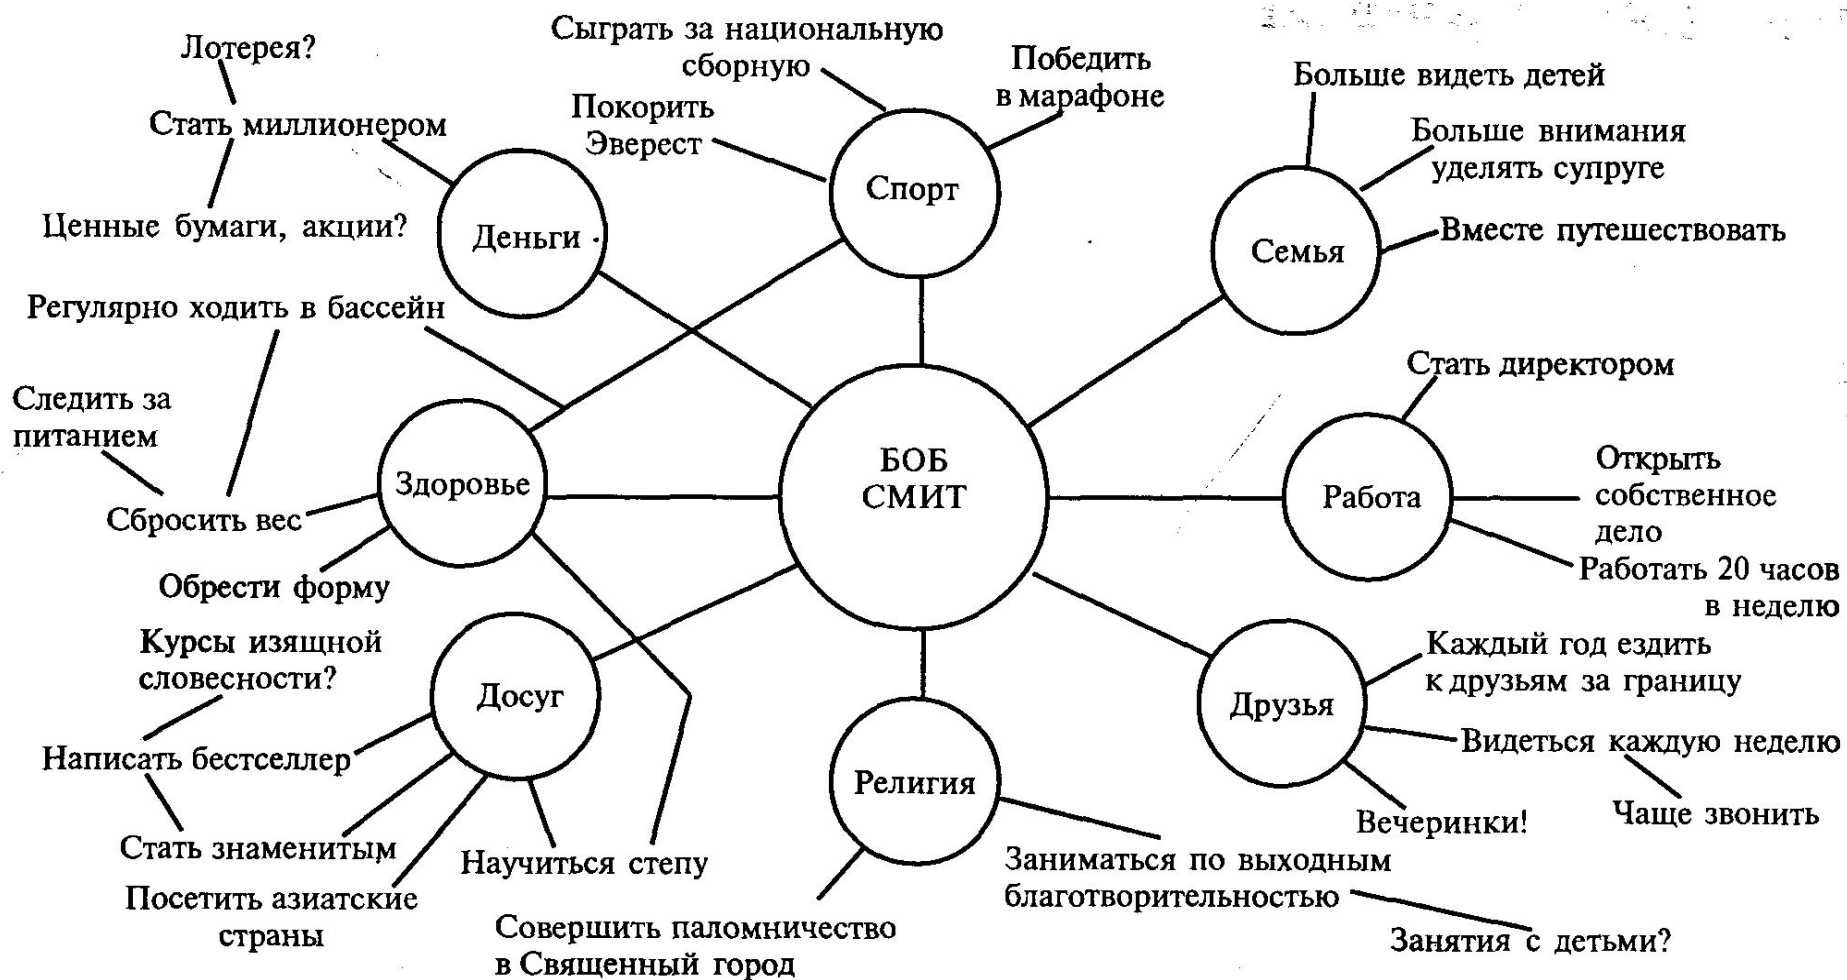 Лотерея?
Стать миллионером
Ценные бумаги, акции?
Деньги
Сыграть за национальную
сборную
Покорить
Эверест
Победить
в марафоне
Спорт
Больше видеть детей
Больше внимания
уделять супруге
Вместе путешествовать
Семья
Регулярно ходить в бассейн
Следить за
питанием
Сбросить вес
Обрести форму
Здоровье
БОБ
СМИТ
Стать директором
Работа
Открыть
собственное
дело
Работать 20 часов
в неделю
Курсы изящной
словесности?
Написать бестселлер
Стать знаменитым
Посетить азиатские
страны
Досуг
Научиться степу
Религия
Совершить паломничество
в Священный город
Заниматься по выходным
благотворительностью
Занятия с детьми?
Друзья
Каждый год ездить
к друзьям за границу
Видеться каждую неделю
Чаще звонить
Вечеринки!